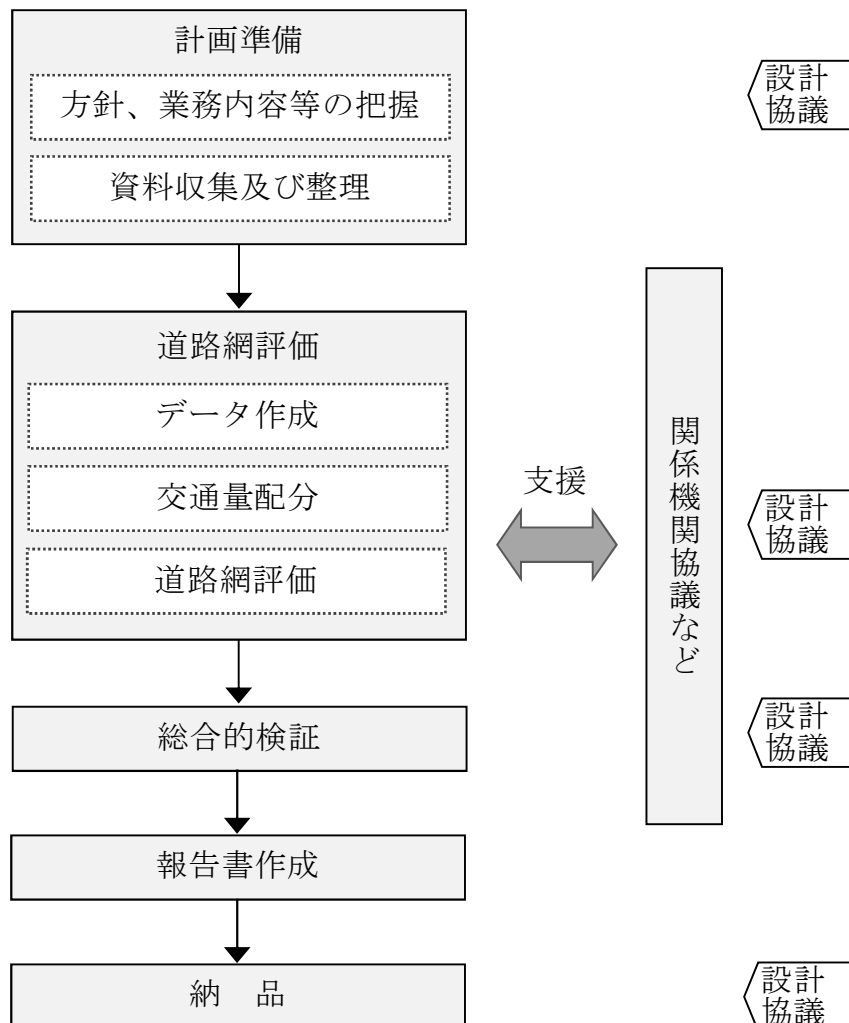 計画準備
方針、業務内容等の把握
資料収集及び整理
設計
協議
道路網評価
データ作成
交通量配分
道路網評価
支援
関係機関協議など
設計
協議
総合的検証
設計
協議
報告書作成
納　品
設計
協議